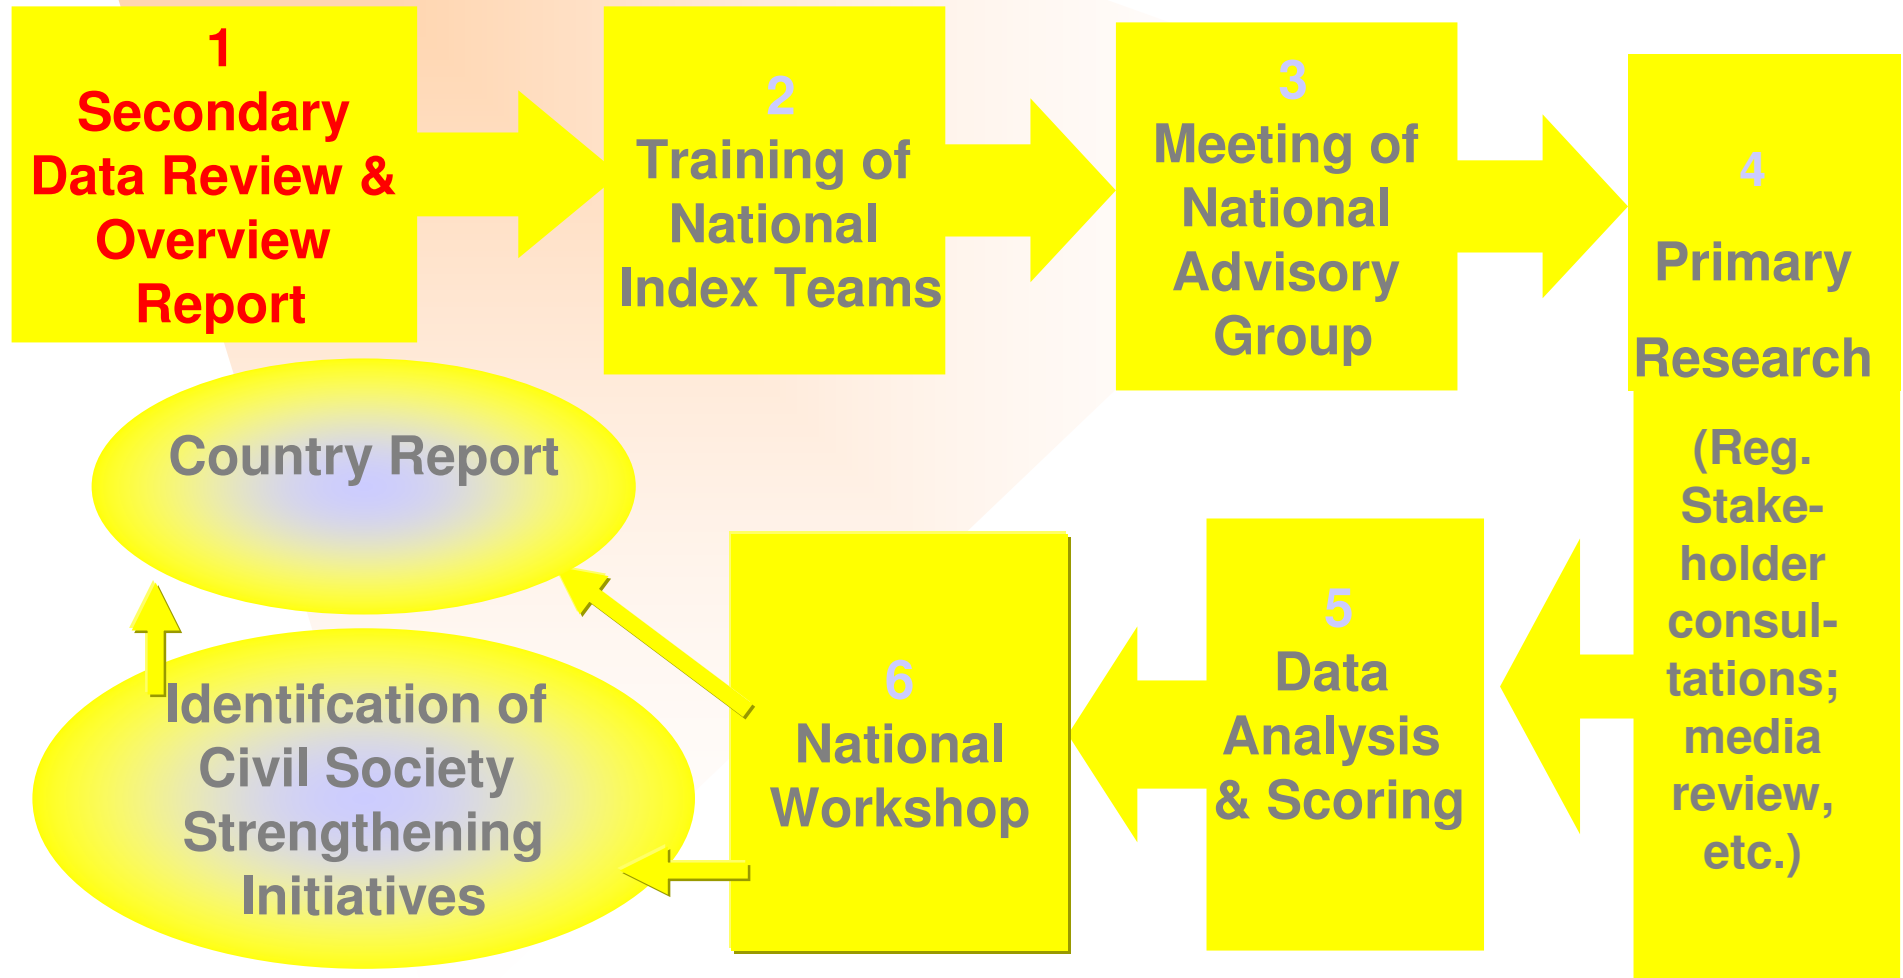 1
Secondary
Data Review &
Overview
Report
2
Training of
National
Index Teams
3
Meeting of
National
Advisory
Group
4
Primary
Research
(Reg.
Stake-
holder
consul-
tations;
media
review,
etc.)
5
Data
Analysis
& Scoring
6
National
Workshop
Country Report
Identifcation of
Civil Society
Strengthening
Initiatives